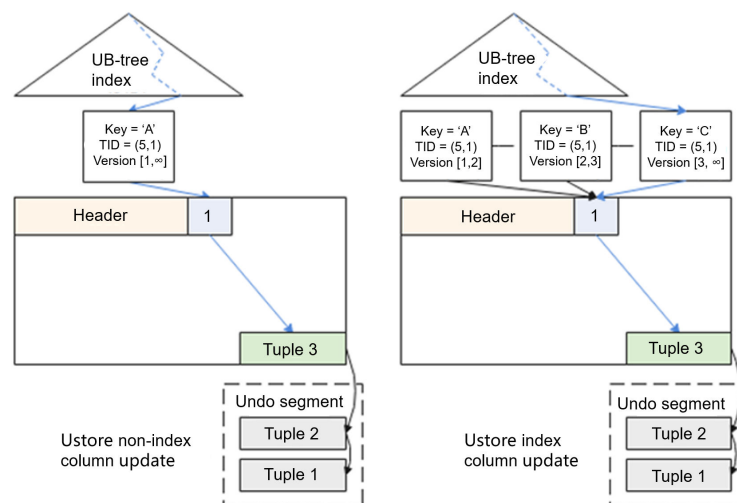 UB-tree
index
Key = ‘A’
TID = (5,1)
Version [1,∞]
Header
1
Tuple 3
Undo segment
Tuple 2
Tuple 1
Ustore non-index
column update
UB-tree
index
Key = ‘A’
TID = (5,1)
Version [1,2]
Key = ‘B’
TID = (5,1)
Version [2,3]
Key = ‘C’
TID = (5,1)
Version [3, ∞]
Header
1
Tuple 3
Undo segment
Tuple 2
Tuple 1
Ustore index
column update